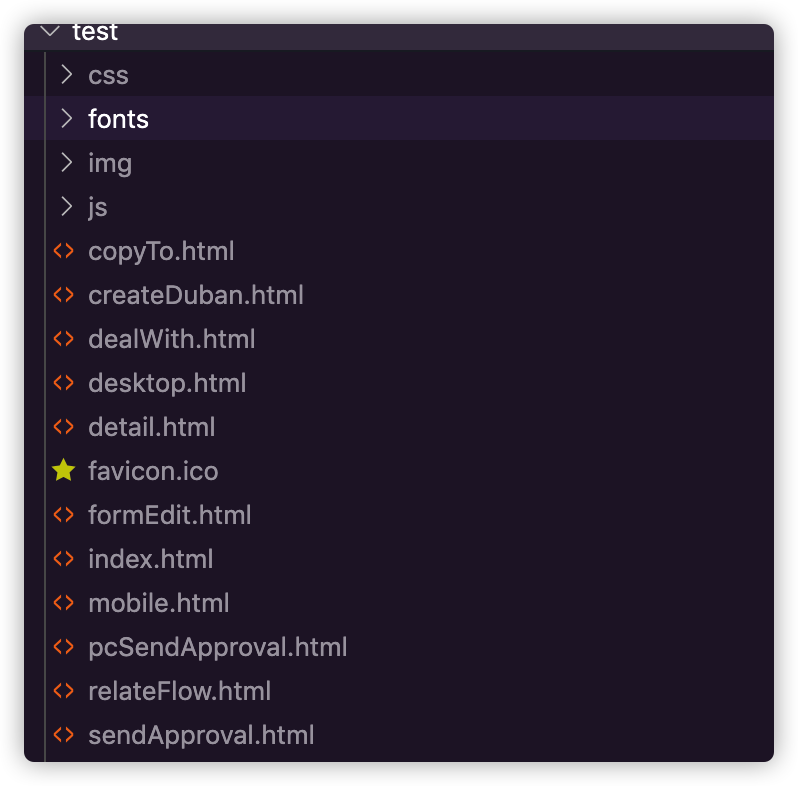 test
css
fonts
img
js
copyTo.html
createDuban.html
dealWith.html
desktop.html
detail.html
favicon.ico
formEdit.html
index.html
mobile.html
pcSendApproval.html
relateFlow.html
sendApproval.html